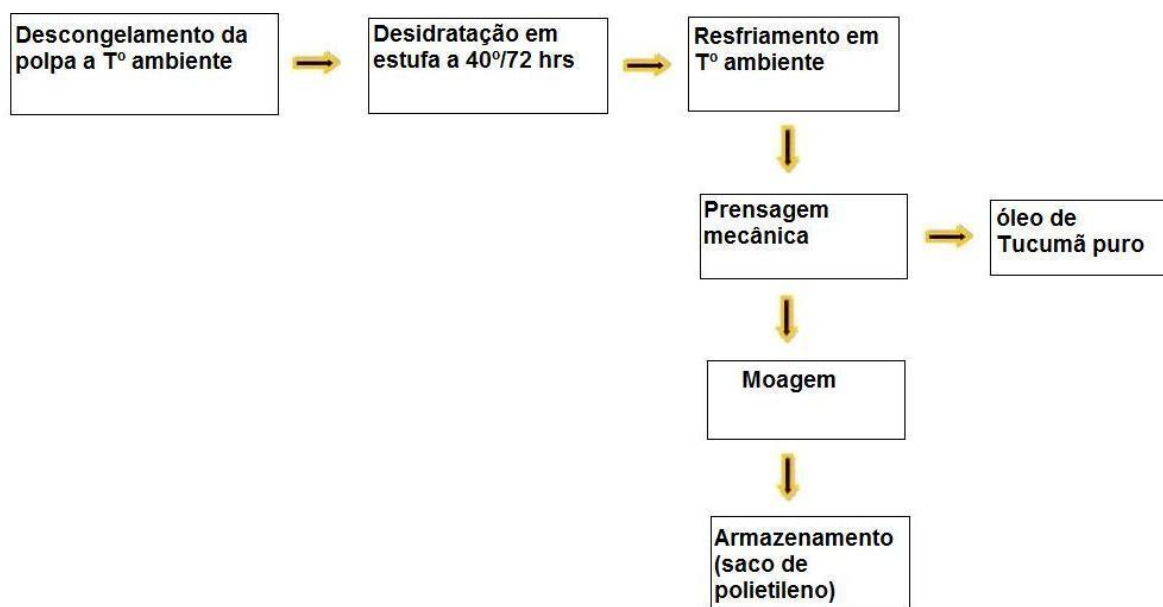 Descongelamento da
polpa a Tº ambiente
Desidratação em
estufa a 40º/72 hrs
Resfriamento em
Tº ambiente
Prensagem
mecânica
óleo de
Tucumã puro
Moagem
Armazenamento
(saco de
polietileno)